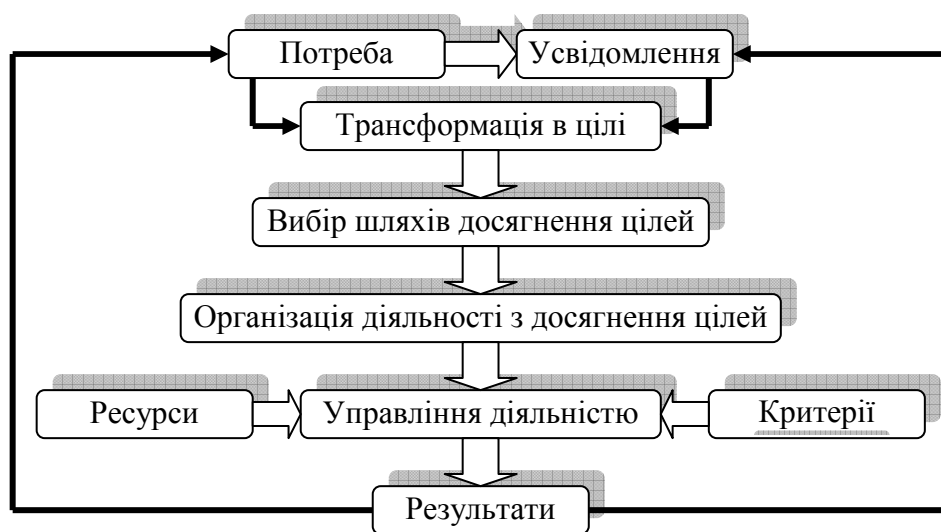 Потреба
Усвідомлення
Трансформація в цілі
Вибір шляхів досягнення цілей
Організація діяльності з досягнення цілей
Ресурси
Управління діяльністю
Критерії
Результати